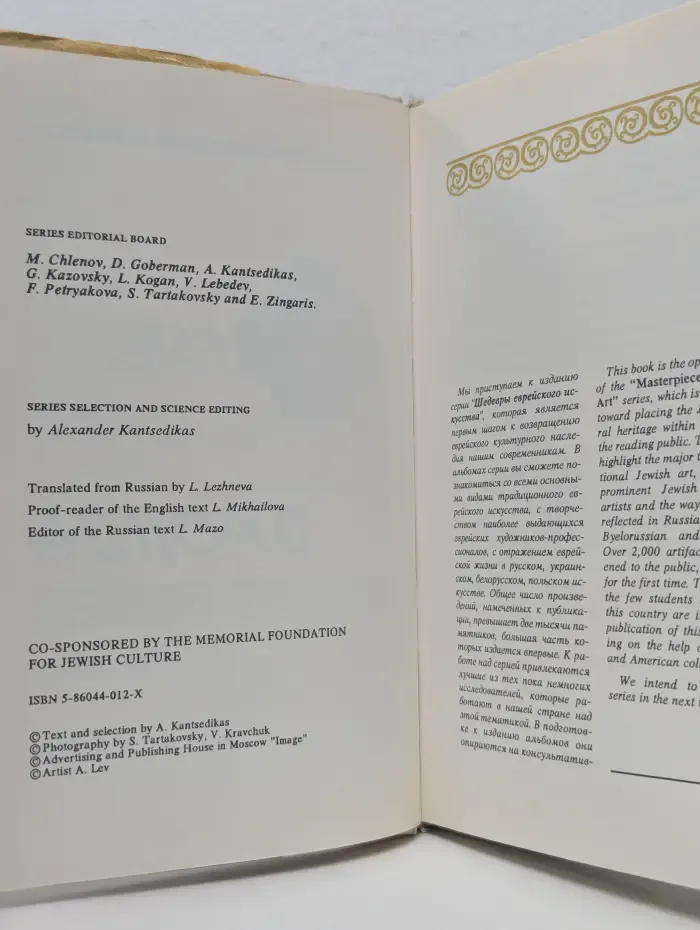 SERIES EDITORIAL BOARD
M. Chlenov, D. Goberman, A. Kantsedikas,
G. Kazovsky, L. Kogan, V. Lebedev,
F. Petryakova, S. Tartakovsky and E. Zingaris.
SERIES SELECTION AND SCIENCE EDITING
by Alexander Kantsedikas
Translated from Russian by L. Lezhneva
Proof-reader of the English text L. Mikhailova
Editor of the Russian text L. Mazo
CO-SPONSORED BY THE MEMORIAL FOUNDATION
FOR JEWISH CULTURE
ISBN 5-86044-012-X
© Text and selection by A. Kantsedikas
© Photography by S. Tartakovsky, V. Kravchuk
© Advertising and Publishing House in Moscow "Image"
© Artist A. Lev
Мы приступаем к изданию
серии "Шедевры еврейского ис-
кусства", которая является
первым шагом к возвращению
еврейского культурного насле-
дия нашим современникам. В
альбомах серии вы сможете по-
знакомиться со всеми основны-
ми видами традиционного ев-
рейского искусства, с творче-
ством наиболее выдающихся
еврейских художников-профес-
сионалов, с отражением еврей-
ской жизни в русском, украин-
ском, белорусском, польском ис-
кусстве. Общее число произве-
дений, намеченных к публика-
ции, превышает две тысячи па-
мятников, большая часть ко-
торых издается впервые. К ра-
боте над серией привлекаются
лучшие из тех пока немногих
исследователей, которые ра-
ботают в нашей стране над
этой тематикой. В подготов-
ке к изданию альбомов они
опираются на консультатив-
This book is the op
of the "Masterpiece
Art" series, which is
toward placing the J
ral heritage within
the reading public. T
highlight the major t
tional Jewish art,
prominent Jewish
artists and the way
reflected in Russia
Byelorussian and
Over 2,000 artifac
ened to the public,
for the first time. T
the few students
this country are i
publication of this
ing on the help o
and American col
We intend to
series in the next